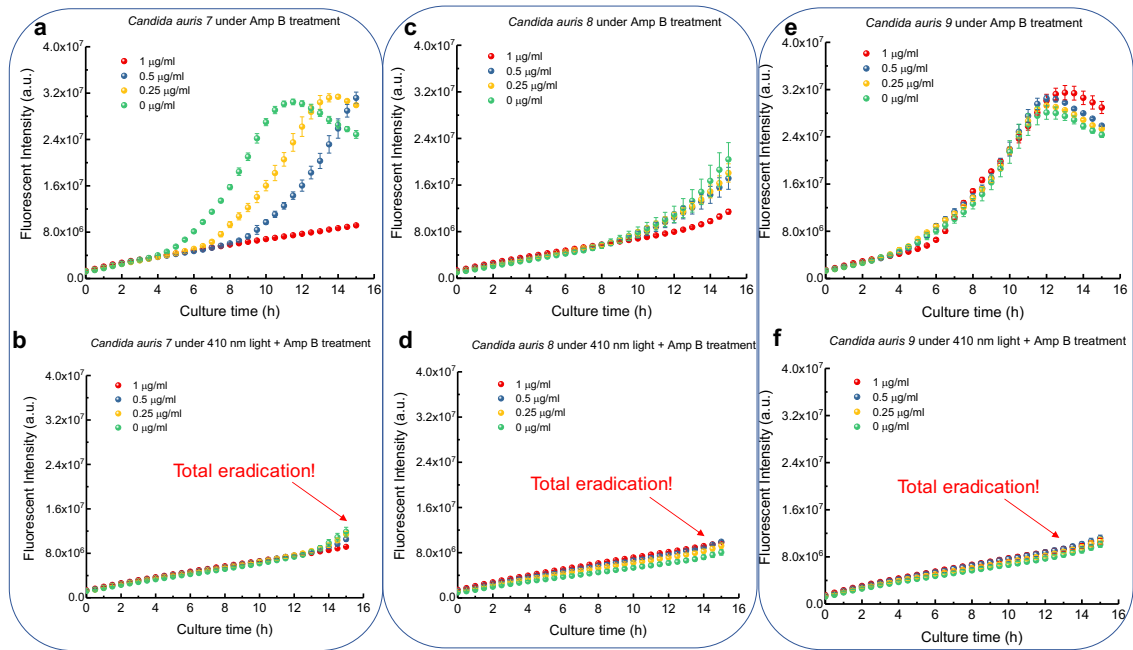 a
Candida auris 7 under Amp B treatment
Fluorescent Intensity (a.u.)
4.0x10⁷
3.2x10⁷
2.4x10⁷
1.6x10⁷
8.0x10⁶
0.0
1 µg/ml
0.5 µg/ml
0.25 µg/ml
0 µg/ml
0 2 4 6 8 10 12 14 16
Culture time (h)
b
Candida auris 7 under 410 nm light + Amp B treatment
Fluorescent Intensity (a.u.)
4.0x10⁷
3.2x10⁷
2.4x10⁷
1.6x10⁷
8.0x10⁶
0.0
1 µg/ml
0.5 µg/ml
0.25 µg/ml
0 µg/ml
Total eradication!
0 2 4 6 8 10 12 14 16
Culture time (h)
c
Candida auris 8 under Amp B treatment
Fluorescent Intensity (a.u.)
4.0x10⁷
3.2x10⁷
2.4x10⁷
1.6x10⁷
8.0x10⁶
0.0
1 µg/ml
0.5 µg/ml
0.25 µg/ml
0 µg/ml
0 2 4 6 8 10 12 14 16
Culture time (h)
d
Candida auris 8 under 410 nm light + Amp B treatment
Fluorescent Intensity (a.u.)
4.0x10⁷
3.2x10⁷
2.4x10⁷
1.6x10⁷
8.0x10⁶
0.0
1 µg/ml
0.5 µg/ml
0.25 µg/ml
0 µg/ml
Total eradication!
0 2 4 6 8 10 12 14 16
Culture time (h)
e
Candida auris 9 under Amp B treatment
Fluorescent Intensity (a.u.)
4.0x10⁷
3.2x10⁷
2.4x10⁷
1.6x10⁷
8.0x10⁶
0.0
1 µg/ml
0.5 µg/ml
0.25 µg/ml
0 µg/ml
0 2 4 6 8 10 12 14 16
Culture time (h)
f
Candida auris 9 under 410 nm light + Amp B treatment
Fluorescent Intensity (a.u.)
4.0x10⁷
3.2x10⁷
2.4x10⁷
1.6x10⁷
8.0x10⁶
0.0
1 µg/ml
0.5 µg/ml
0.25 µg/ml
0 µg/ml
Total eradication!
0 2 4 6 8 10 12 14 16
Culture time (h)